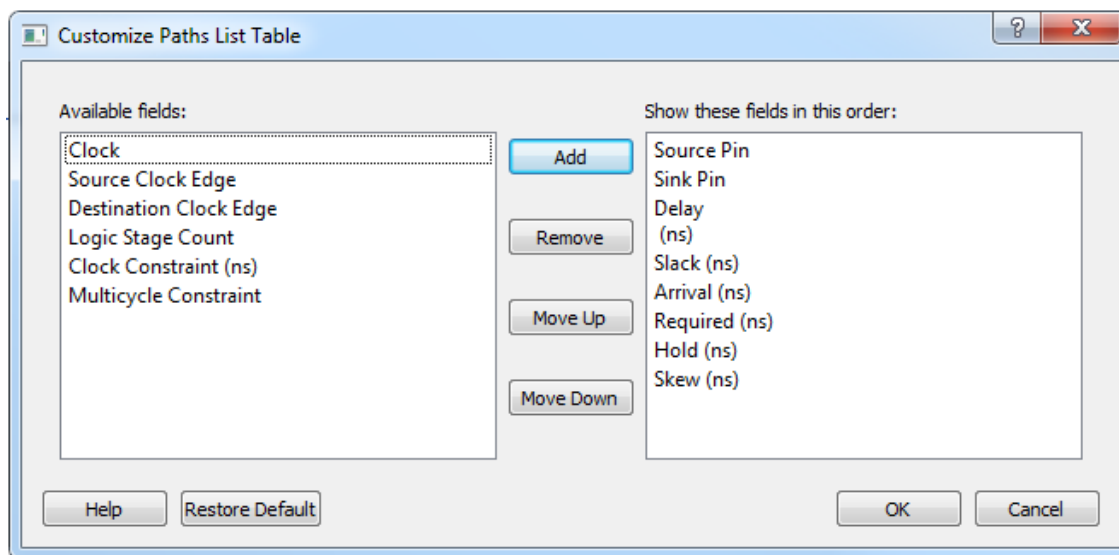 Customize Paths List Table
Available fields:
Clock
Source Clock Edge
Destination Clock Edge
Logic Stage Count
Clock Constraint (ns)
Multicycle Constraint
Add
Remove
Move Up
Move Down
Show these fields in this order:
Source Pin
Sink Pin
Delay
(ns)
Slack (ns)
Arrival (ns)
Required (ns)
Hold (ns)
Skew (ns)
Help
Restore Default
OK
Cancel